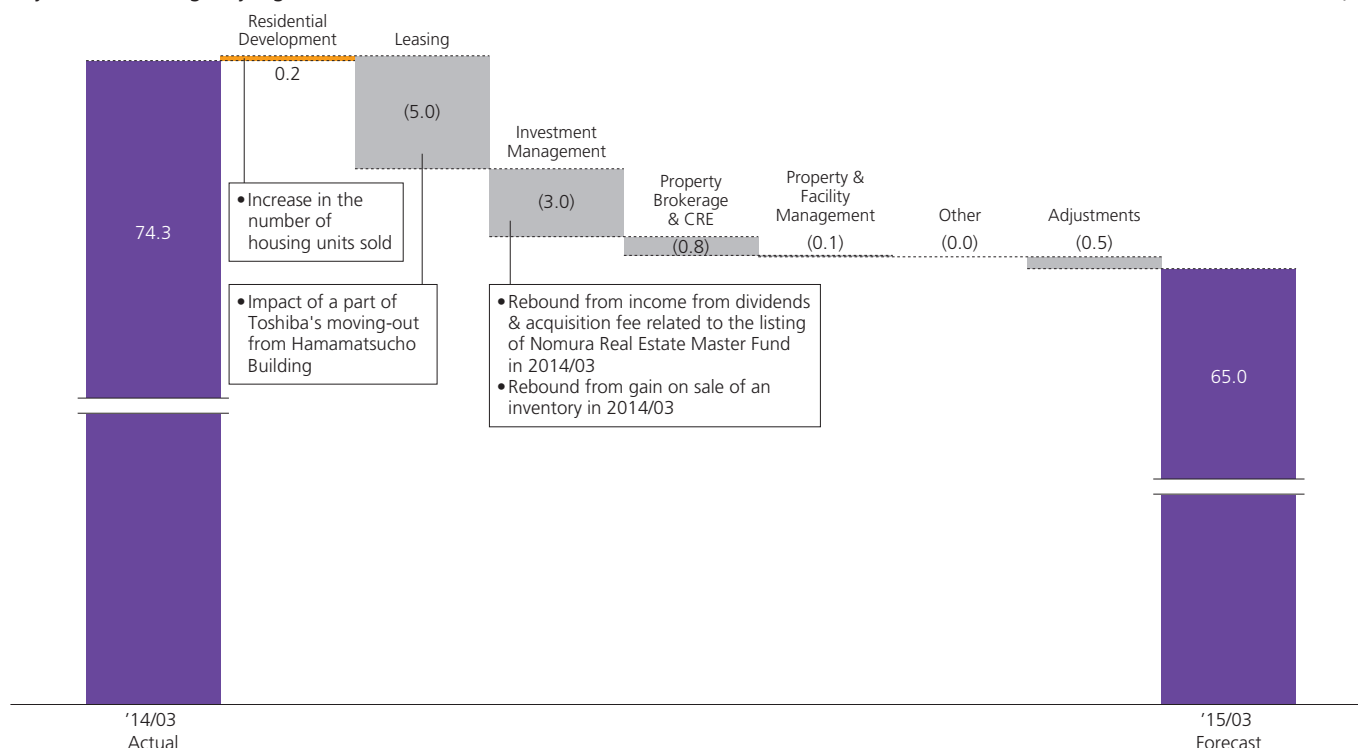 Residential
Development
0.2
Leasing
(5.0)
Investment
Management
(3.0)
Property
Brokerage
& CRE
(0.8)
Property &
Facility
Management
(0.1)
Other
(0.0)
Adjustments
(0.5)
74.3
• Increase in the
number of
housing units sold
• Impact of a part of
Toshiba's moving-out
from Hamamatsucho
Building
• Rebound from income from dividends
& acquisition fee related to the listing
of Nomura Real Estate Master Fund
in 2014/03
• Rebound from gain on sale of an
inventory in 2014/03
65.0
’14/03
Actual
’15/03
Forecast